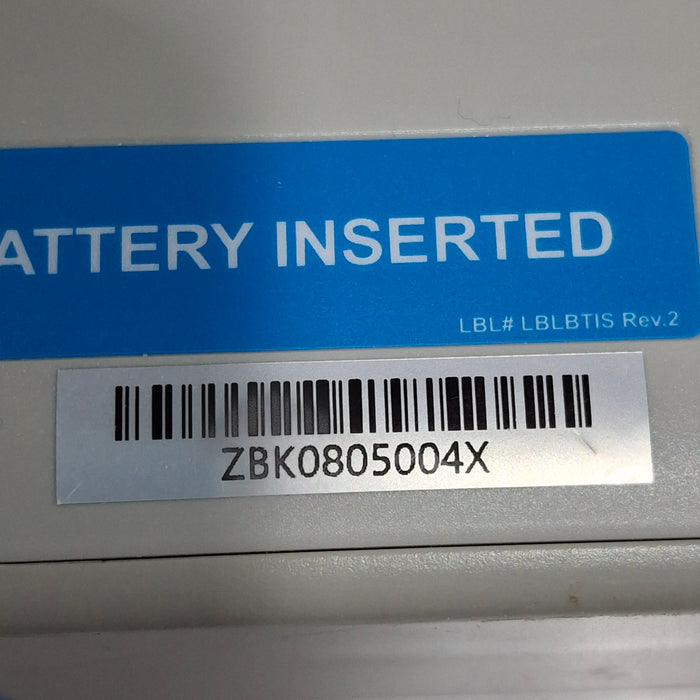 ATTERY INSERTED
LBL# LBLBTIS Rev.2
ZBK0805004X